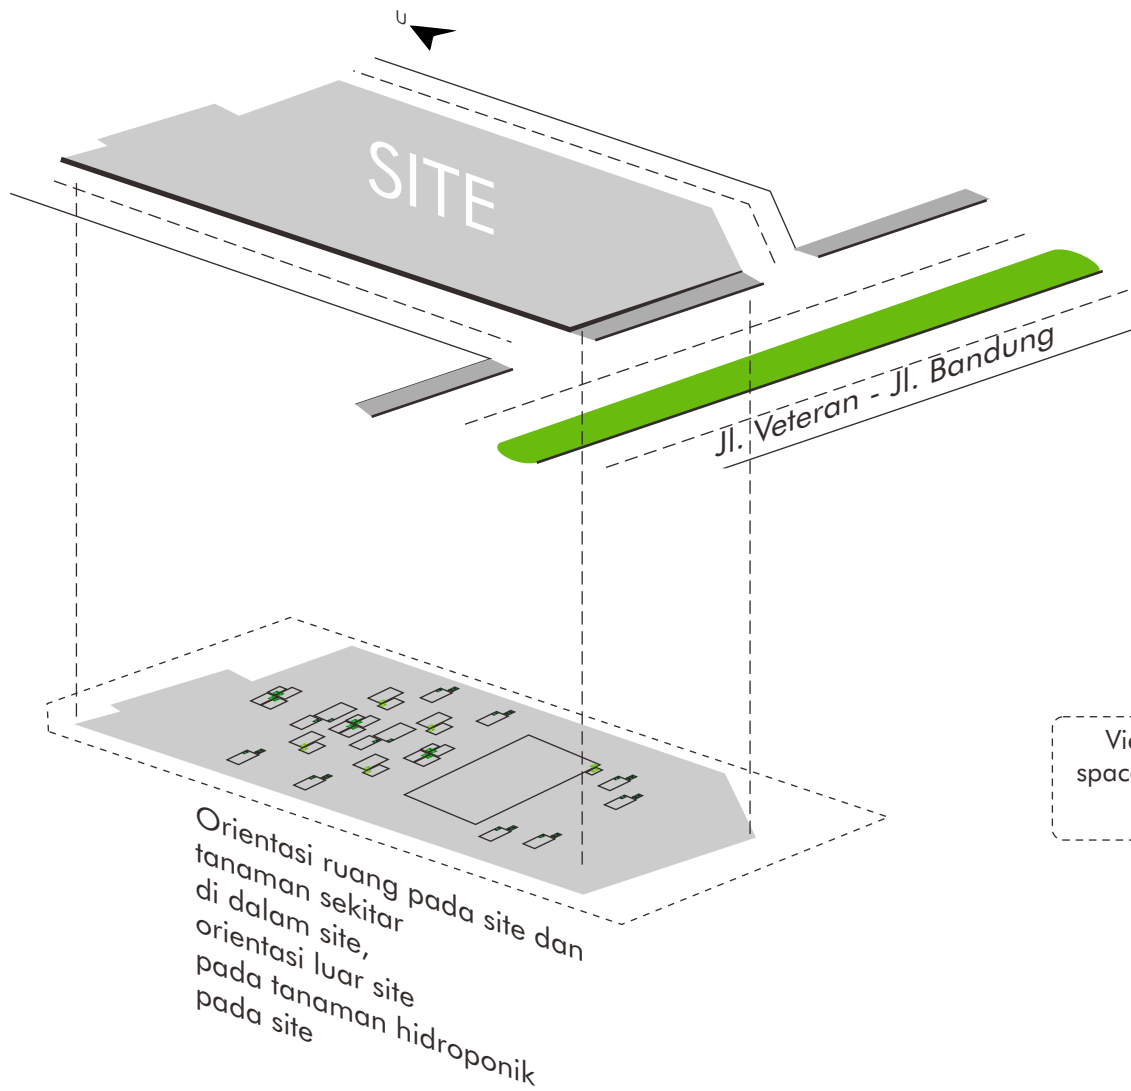 U
SITE
Jl. Veteran - Jl. Bandung
Orientasi ruang pada site dan
tanaman sekitar
di dalam site,
orientasi luar site
pada tanaman hidroponik
pada site